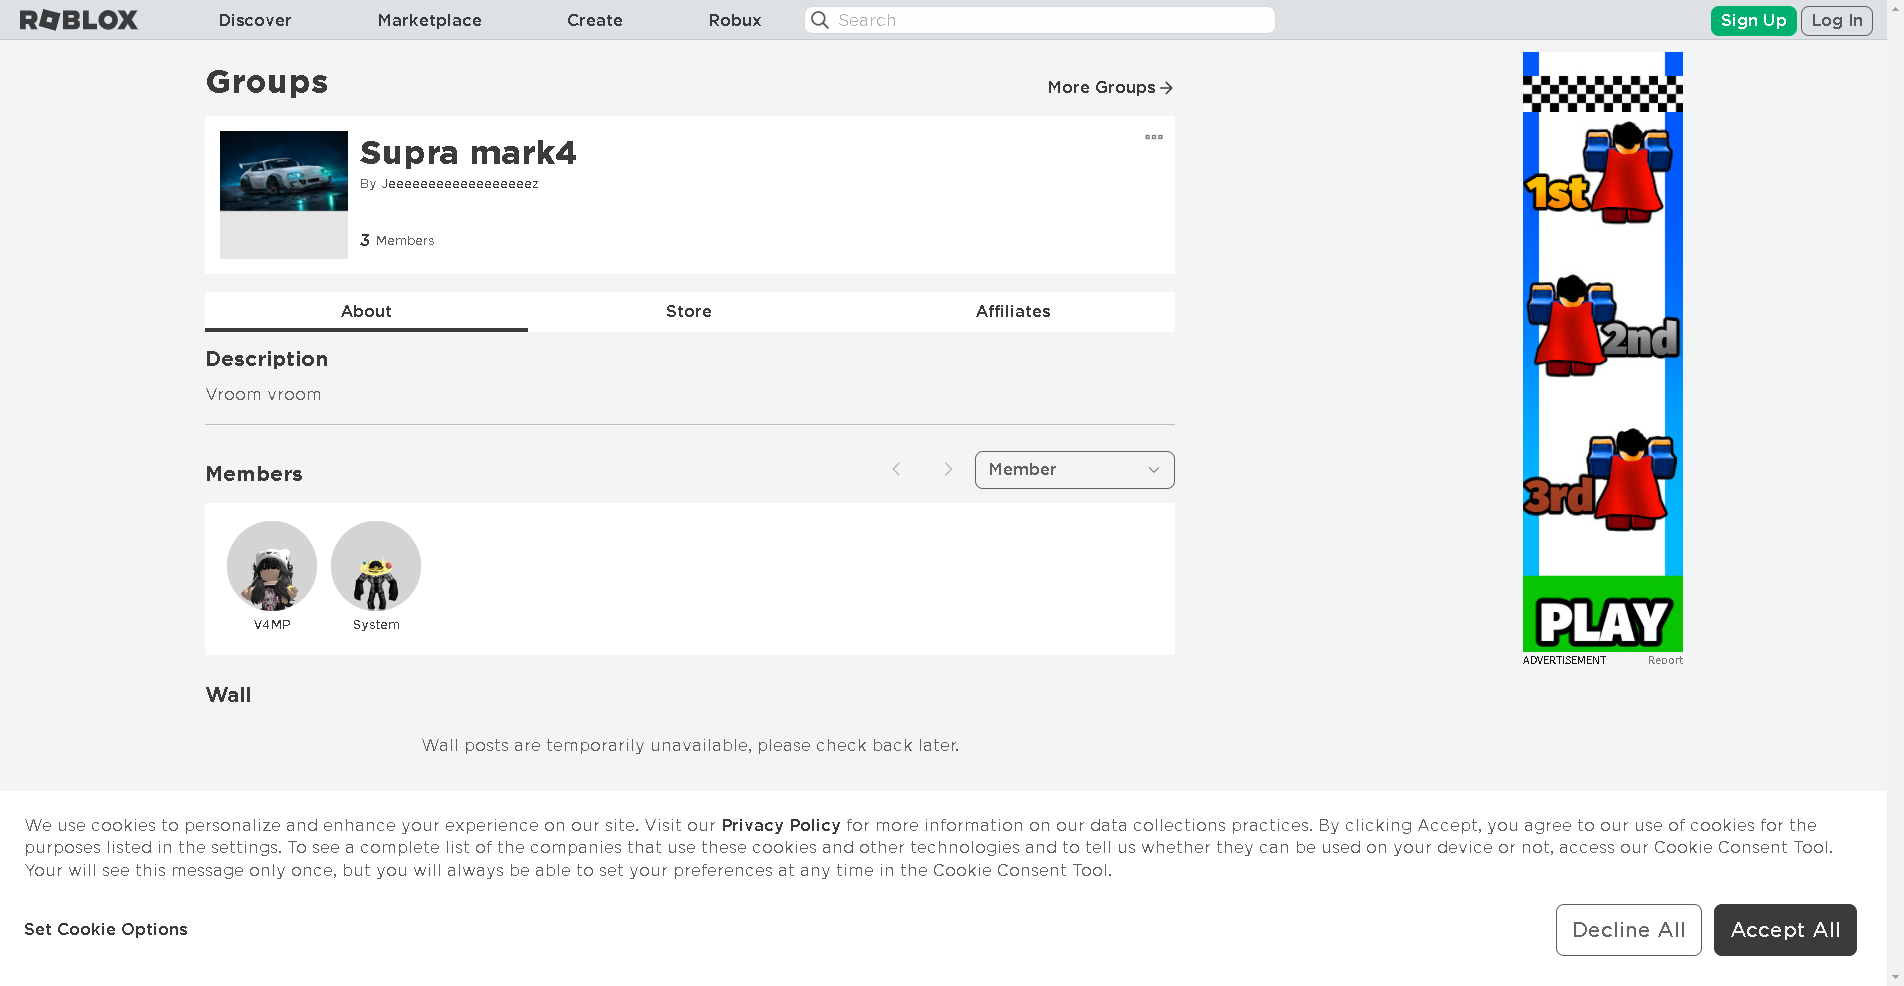 ROBLOX
Discover
Marketplace
Create
Robux
Search
Sign Up
Log In
Groups
More Groups
Supra mark4
By Jeeeeeeeeeeeeeeeeeeez
3 Members
About
Store
Affiliates
Description
Vroom vroom
Members
Member
V4MP
System
Wall
Wall posts are temporarily unavailable, please check back later.
1st
2nd
3rd
PLAY
ADVERTISEMENT
Report
We use cookies to personalize and enhance your experience on our site. Visit our Privacy Policy for more information on our data collections practices. By clicking Accept, you agree to our use of cookies for the
purposes listed in the settings. To see a complete list of the companies that use these cookies and other technologies and to tell us whether they can be used on your device or not, access our Cookie Consent Tool.
Your will see this message only once, but you will always be able to set your preferences at any time in the Cookie Consent Tool.
Set Cookie Options
Decline All
Accept All